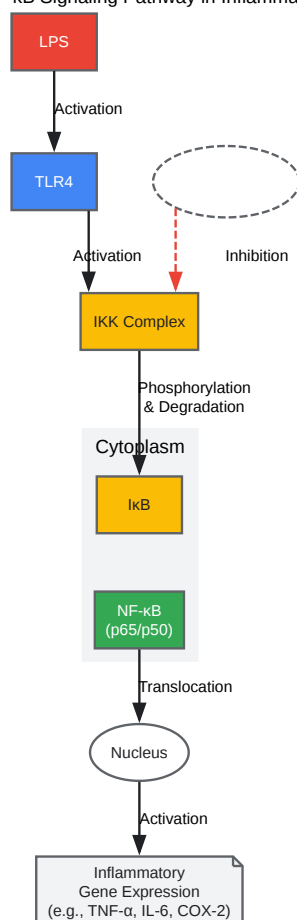 κB Signaling Pathway in Inflamma
LPS
Activation
TLR4
Activation
Inhibition
IKK Complex
Phosphorylation
& Degradation
Cytoplasm
IκB
NF-κB
(p65/p50)
Translocation
Nucleus
Activation
Inflammatory
Gene Expression
(e.g., TNF-α, IL-6, COX-2)